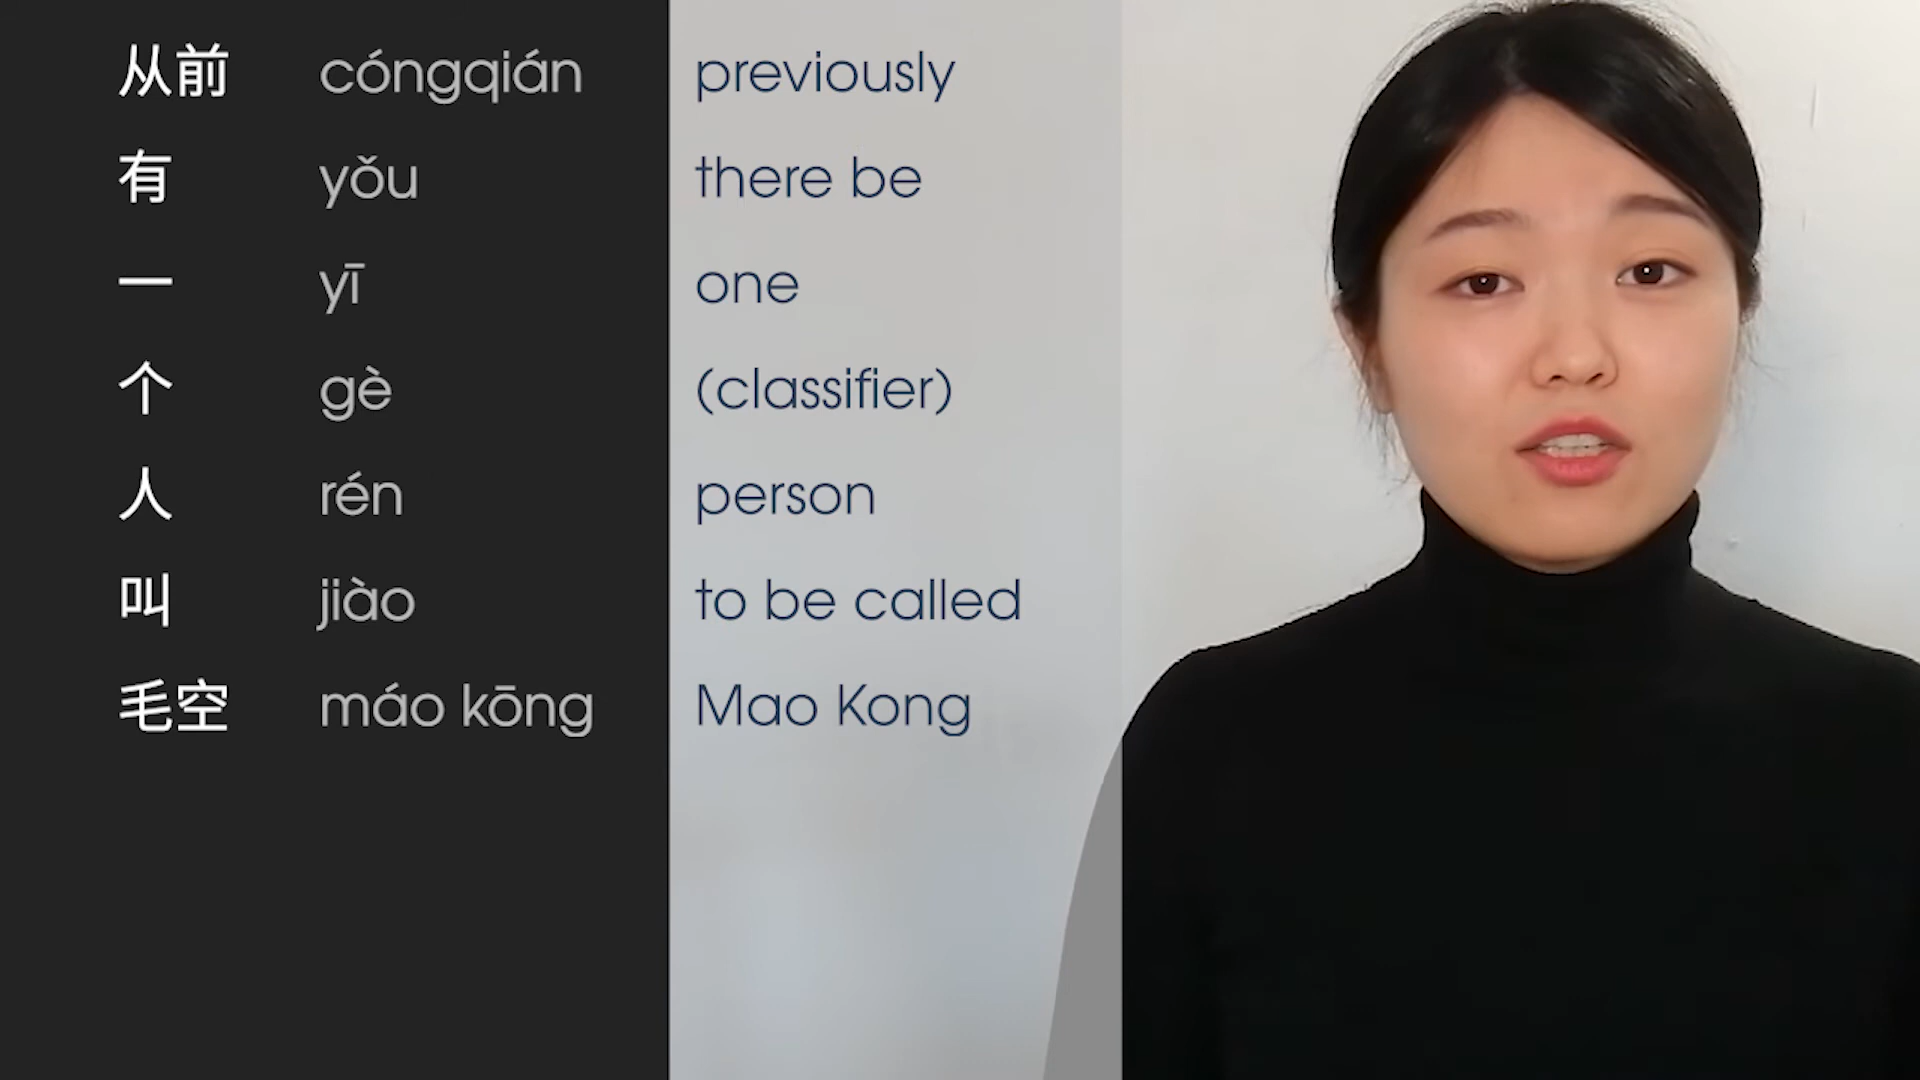 从前 cóngqián previously
有 yǒu there be
一 yī one
个 gè (classifier)
人 rén person
叫 jiào to be called
毛空 máo kōng Mao Kong